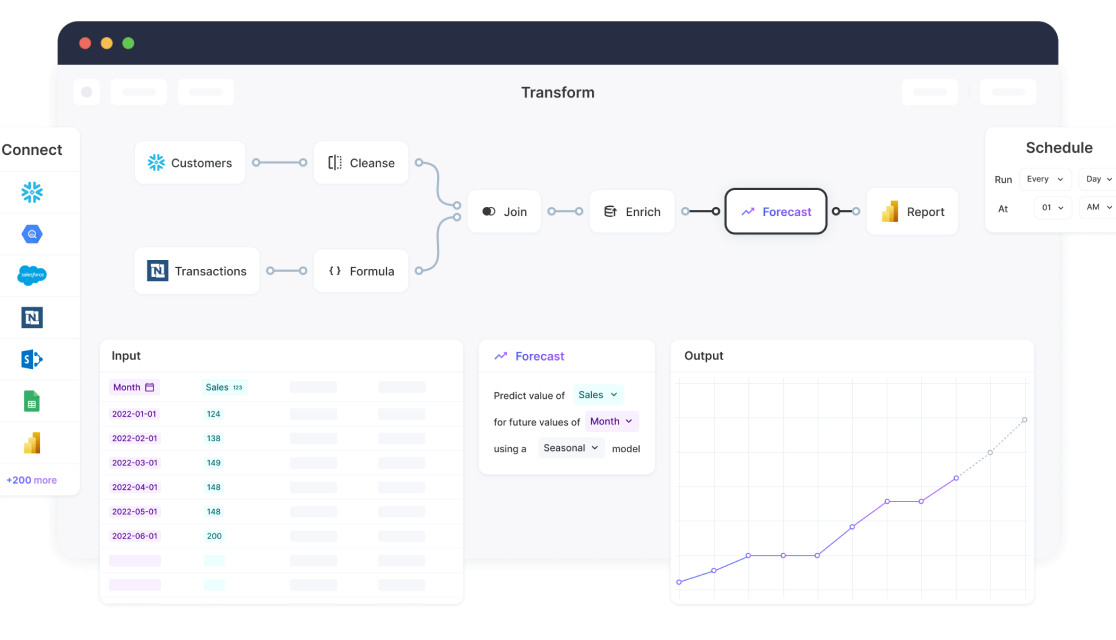 Transform
Connect
Schedule
Run Every Day
At 01 AM
Customers
Cleanse
Join
Enrich
Forecast
Report
Transactions
Formula
salesforce
S
+200 more
Input
Month Sales 123
2022-01-01 124
2022-02-01 138
2022-03-01 149
2022-04-01 148
2022-05-01 148
2022-06-01 200
Forecast
Predict value of Sales
for future values of Month
using a Seasonal model
Output